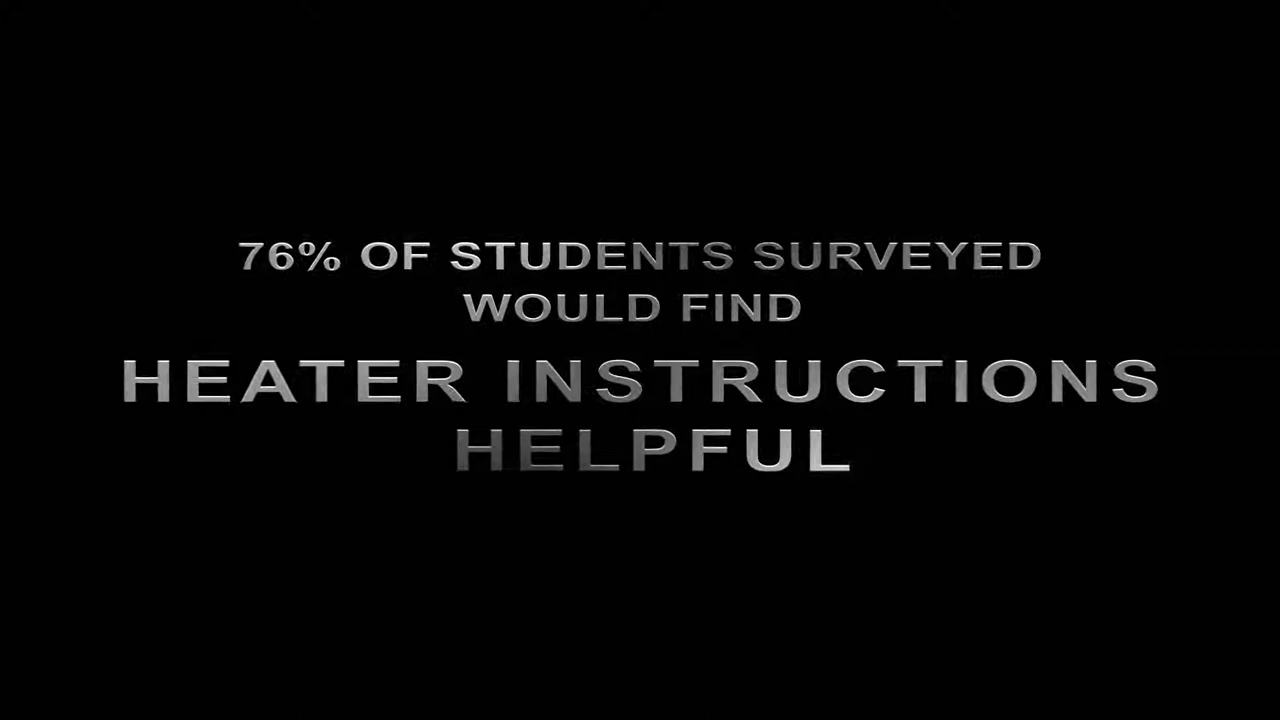 76% OF STUDENTS SURVEYED
WOULD FIND
HEATER INSTRUCTIONS
HELPFUL